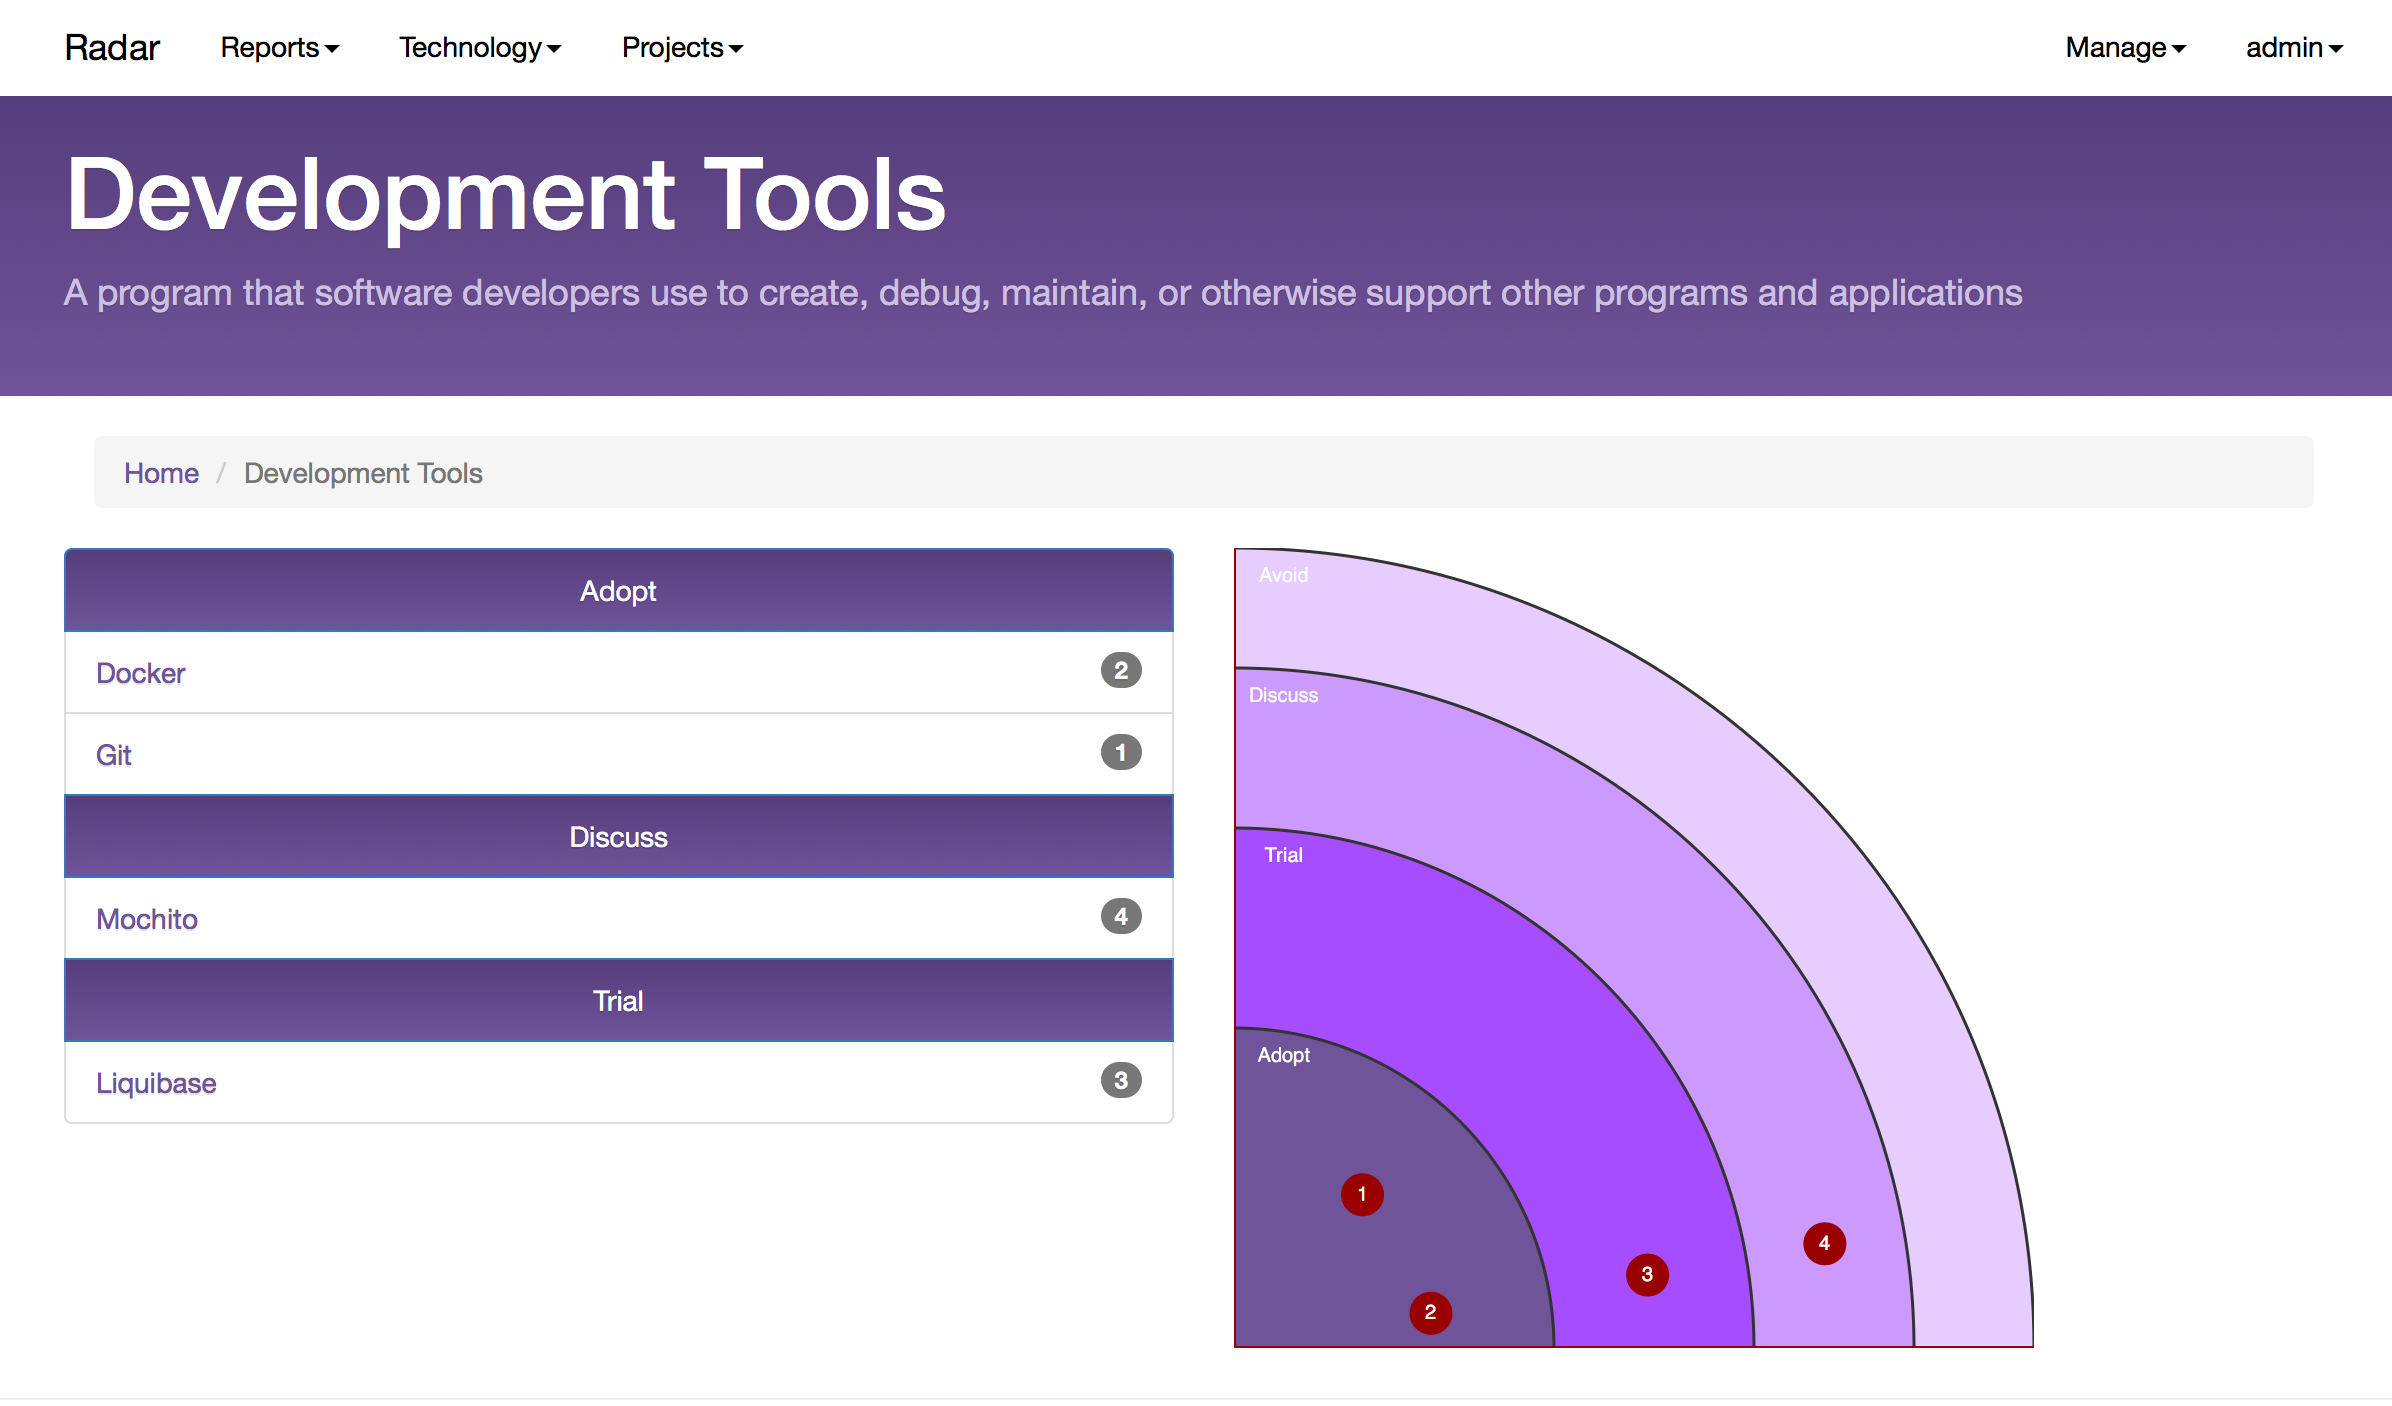 Radar Reports Technology Projects Manage admin
Development Tools
A program that software developers use to create, debug, maintain, or otherwise support other programs and applications
Home / Development Tools
Adopt
Docker 2
Git 1
Discuss
Mochito 4
Trial
Liquibase 3
Avoid
Discuss
Trial
Adopt
1
4
3
2